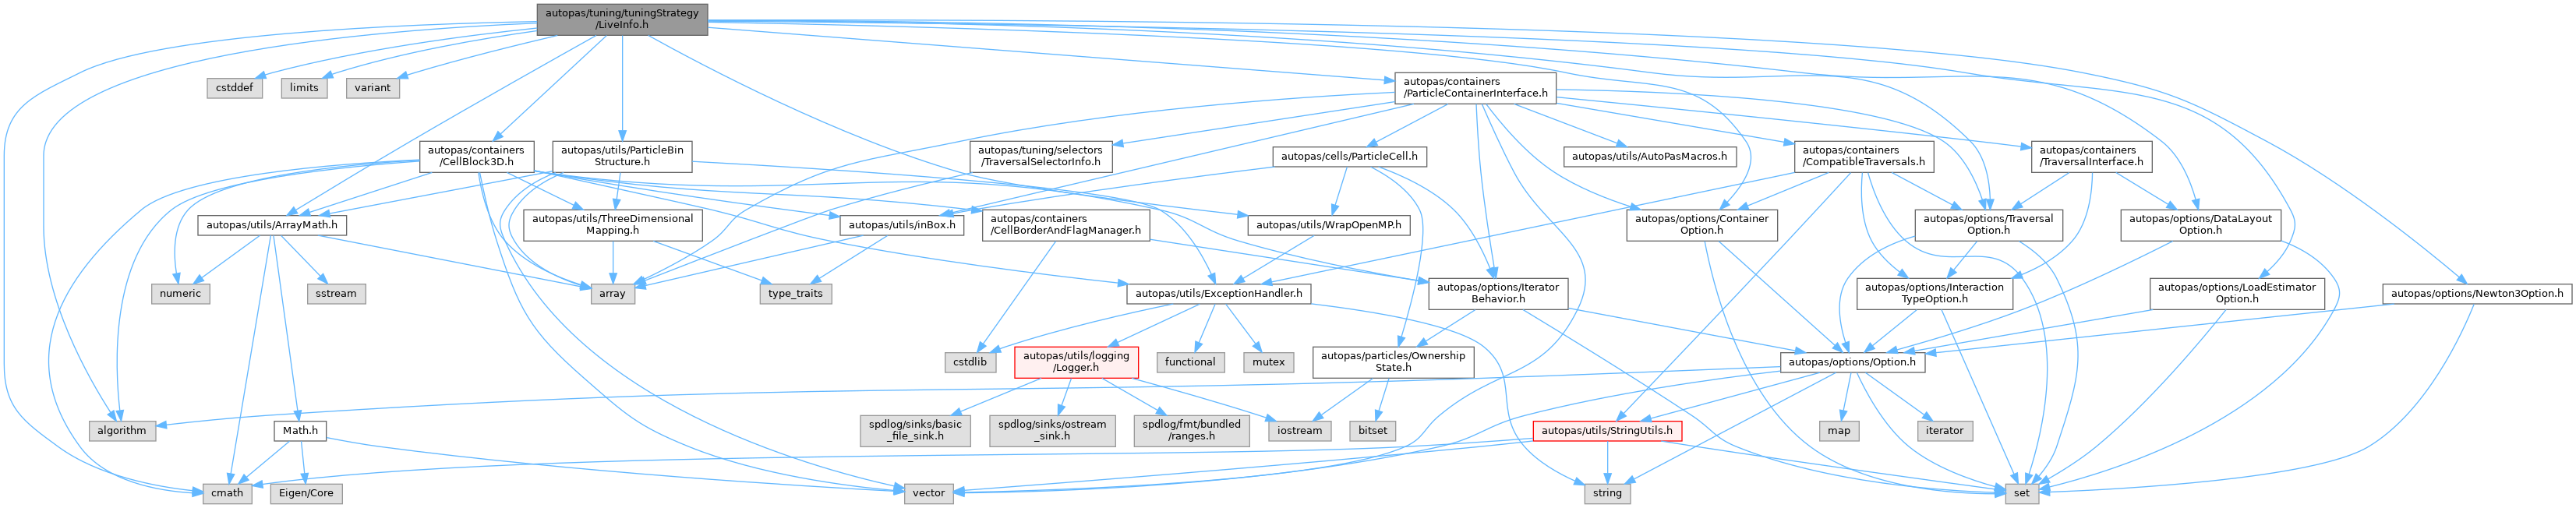 autopas/tuning/tuningStrategy
/LiveInfo.h
cstddef
limits
variant
autopas/containers
/ParticleContainerInterface.h
autopas/containers
/CellBlock3D.h
autopas/utils/ParticleBin
Structure.h
autopas/tuning/selectors
/TraversalSelectorInfo.h
autopas/cells/ParticleCell.h
autopas/utils/AutoPasMacros.h
autopas/containers
/CompatibleTraversals.h
autopas/containers
/TraversalInterface.h
autopas/utils/ArrayMath.h
autopas/utils/ThreeDimensional
Mapping.h
autopas/utils/inBox.h
autopas/containers
/CellBorderAndFlagManager.h
autopas/utils/WrapOpenMP.h
autopas/options/Container
Option.h
autopas/options/Traversal
Option.h
autopas/options/DataLayout
Option.h
numeric
sstream
array
type_traits
autopas/utils/ExceptionHandler.h
autopas/options/Iterator
Behavior.h
autopas/options/Interaction
TypeOption.h
autopas/options/LoadEstimator
Option.h
autopas/options/Newton3Option.h
cstdlib
autopas/utils/logging
/Logger.h
functional
mutex
autopas/particles/Ownership
State.h
autopas/options/Option.h
algorithm
Math.h
spdlog/sinks/basic
_file_sink.h
spdlog/sinks/ostream
_sink.h
spdlog/fmt/bundled
/ranges.h
iostream
bitset
autopas/utils/StringUtils.h
map
iterator
cmath
Eigen/Core
vector
string
set